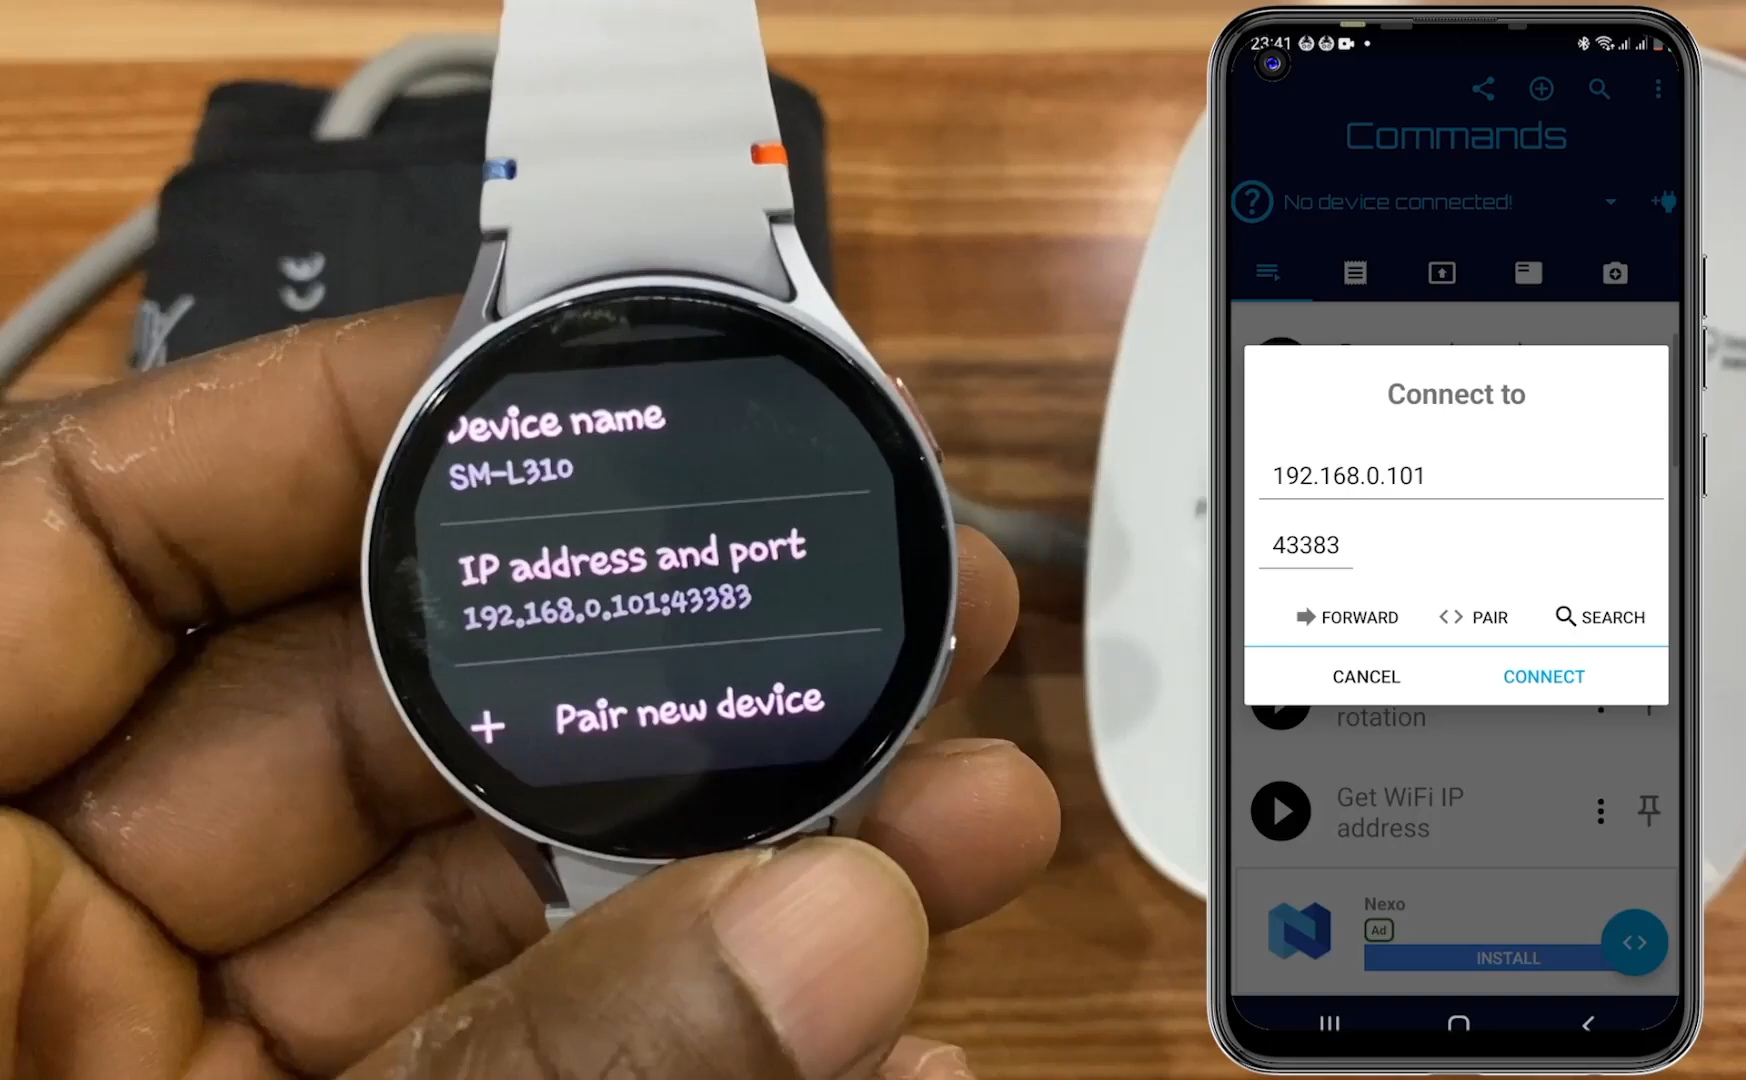 Device name
SM-L310
IP address and port
192.168.0.101:43383
+ Pair new device
23:41
Commands
No device connected!
Connect to
192.168.0.101
43383
FORWARD
<> PAIR
SEARCH
CANCEL
CONNECT
rotation
Get WiFi IP
address
Nexo
Ad
INSTALL
<>